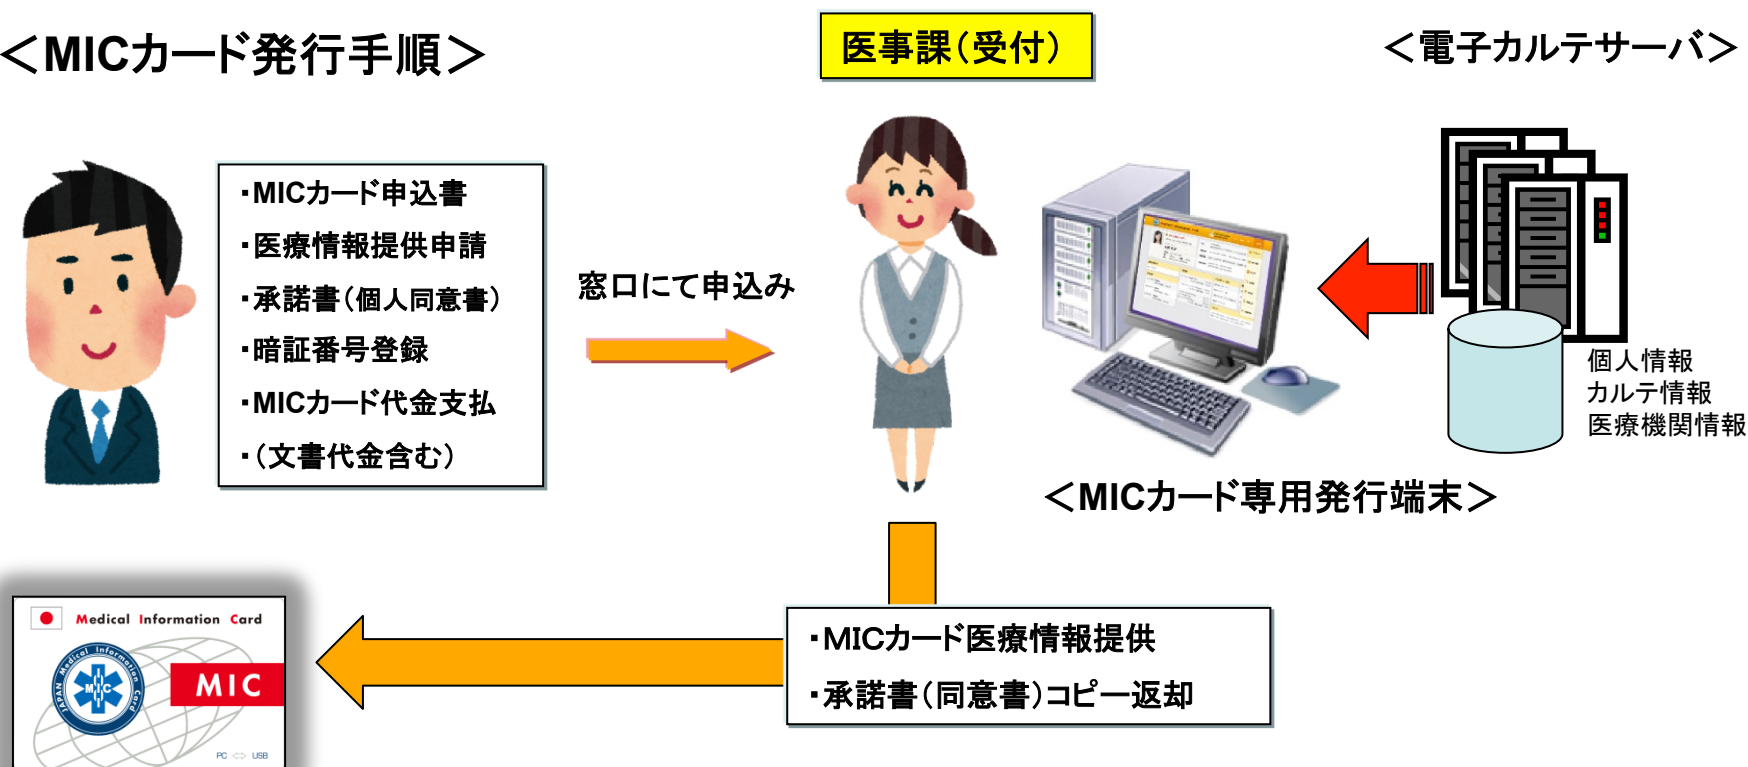 ＜MICカード発行手順＞
医事課（受付）
＜電子カルテサーバ＞
・MICカード申込書
・医療情報提供申請
・承諾書（個人同意書）
・暗証番号登録
・MICカード代金支払
・（文書代金含む）
窓口にて申込み
個人情報
カルテ情報
医療機関情報
＜MICカード専用発行端末＞
・MICカード医療情報提供
・承諾書（同意書）コピー返却
Medical Information Card
JAPAN Medical Information Card
MIC
MIC
PC ⇔ USB